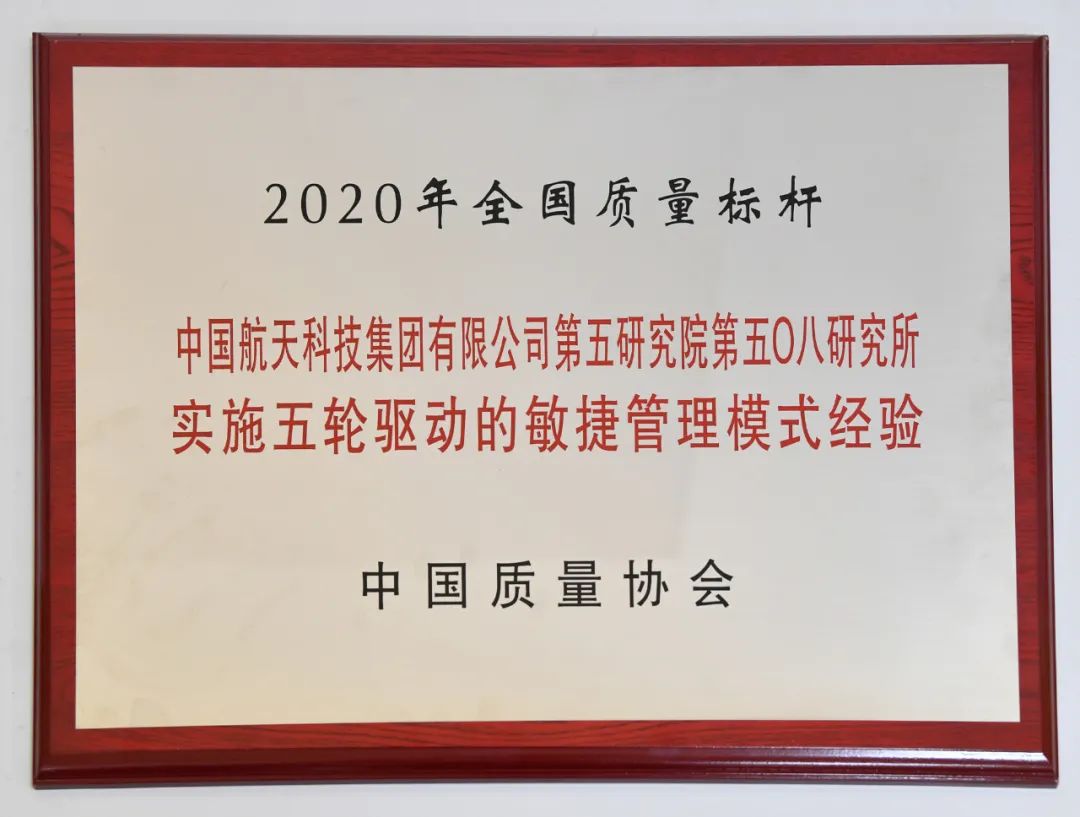 2020年全国质量标杆
中国航天科技集团有限公司第五研究院第五〇八研究所
实施五轮驱动的敏捷管理模式经验
中国质量协会